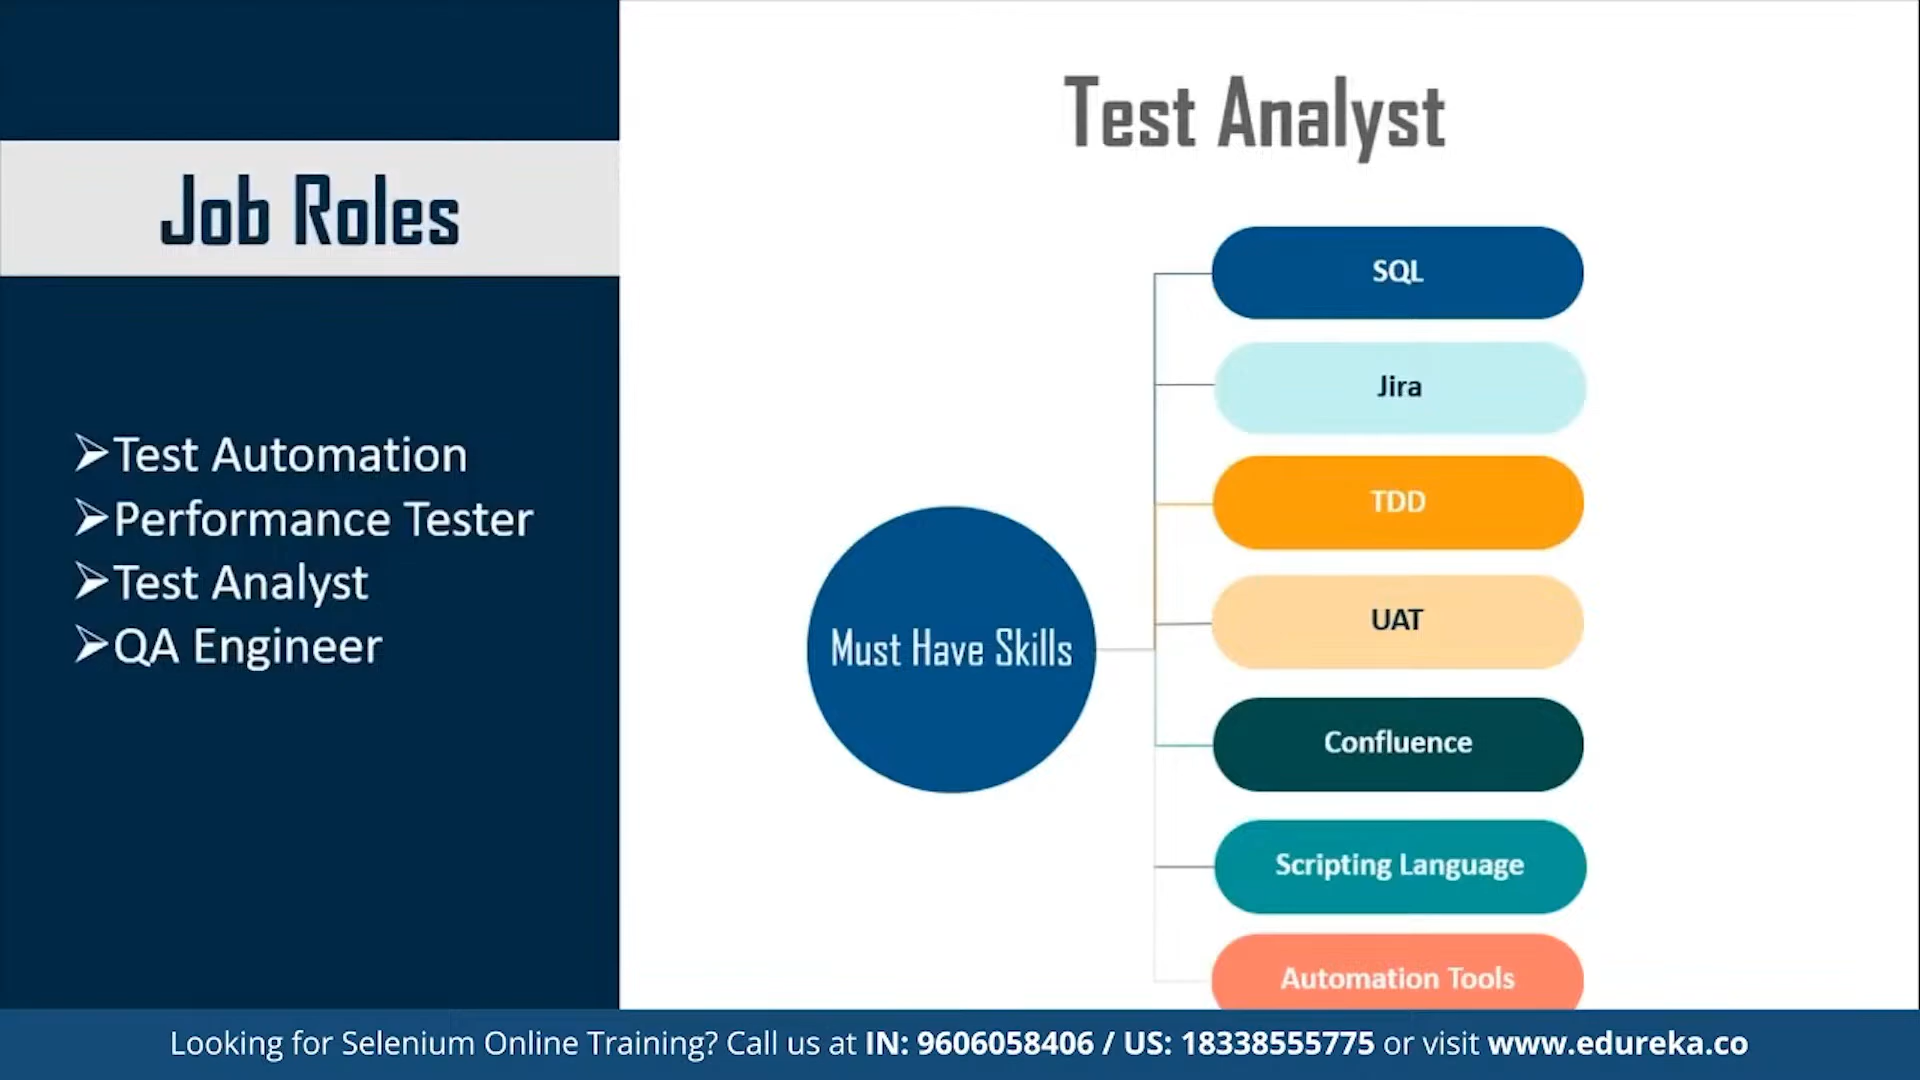 Job Roles
➢Test Automation
➢Performance Tester
➢Test Analyst
➢QA Engineer
Test Analyst
Must Have Skills
SQL
Jira
TDD
UAT
Confluence
Scripting Language
Automation Tools
Looking for Selenium Online Training? Call us at IN: 9606058406 / US: 18338555775 or visit www.edureka.co